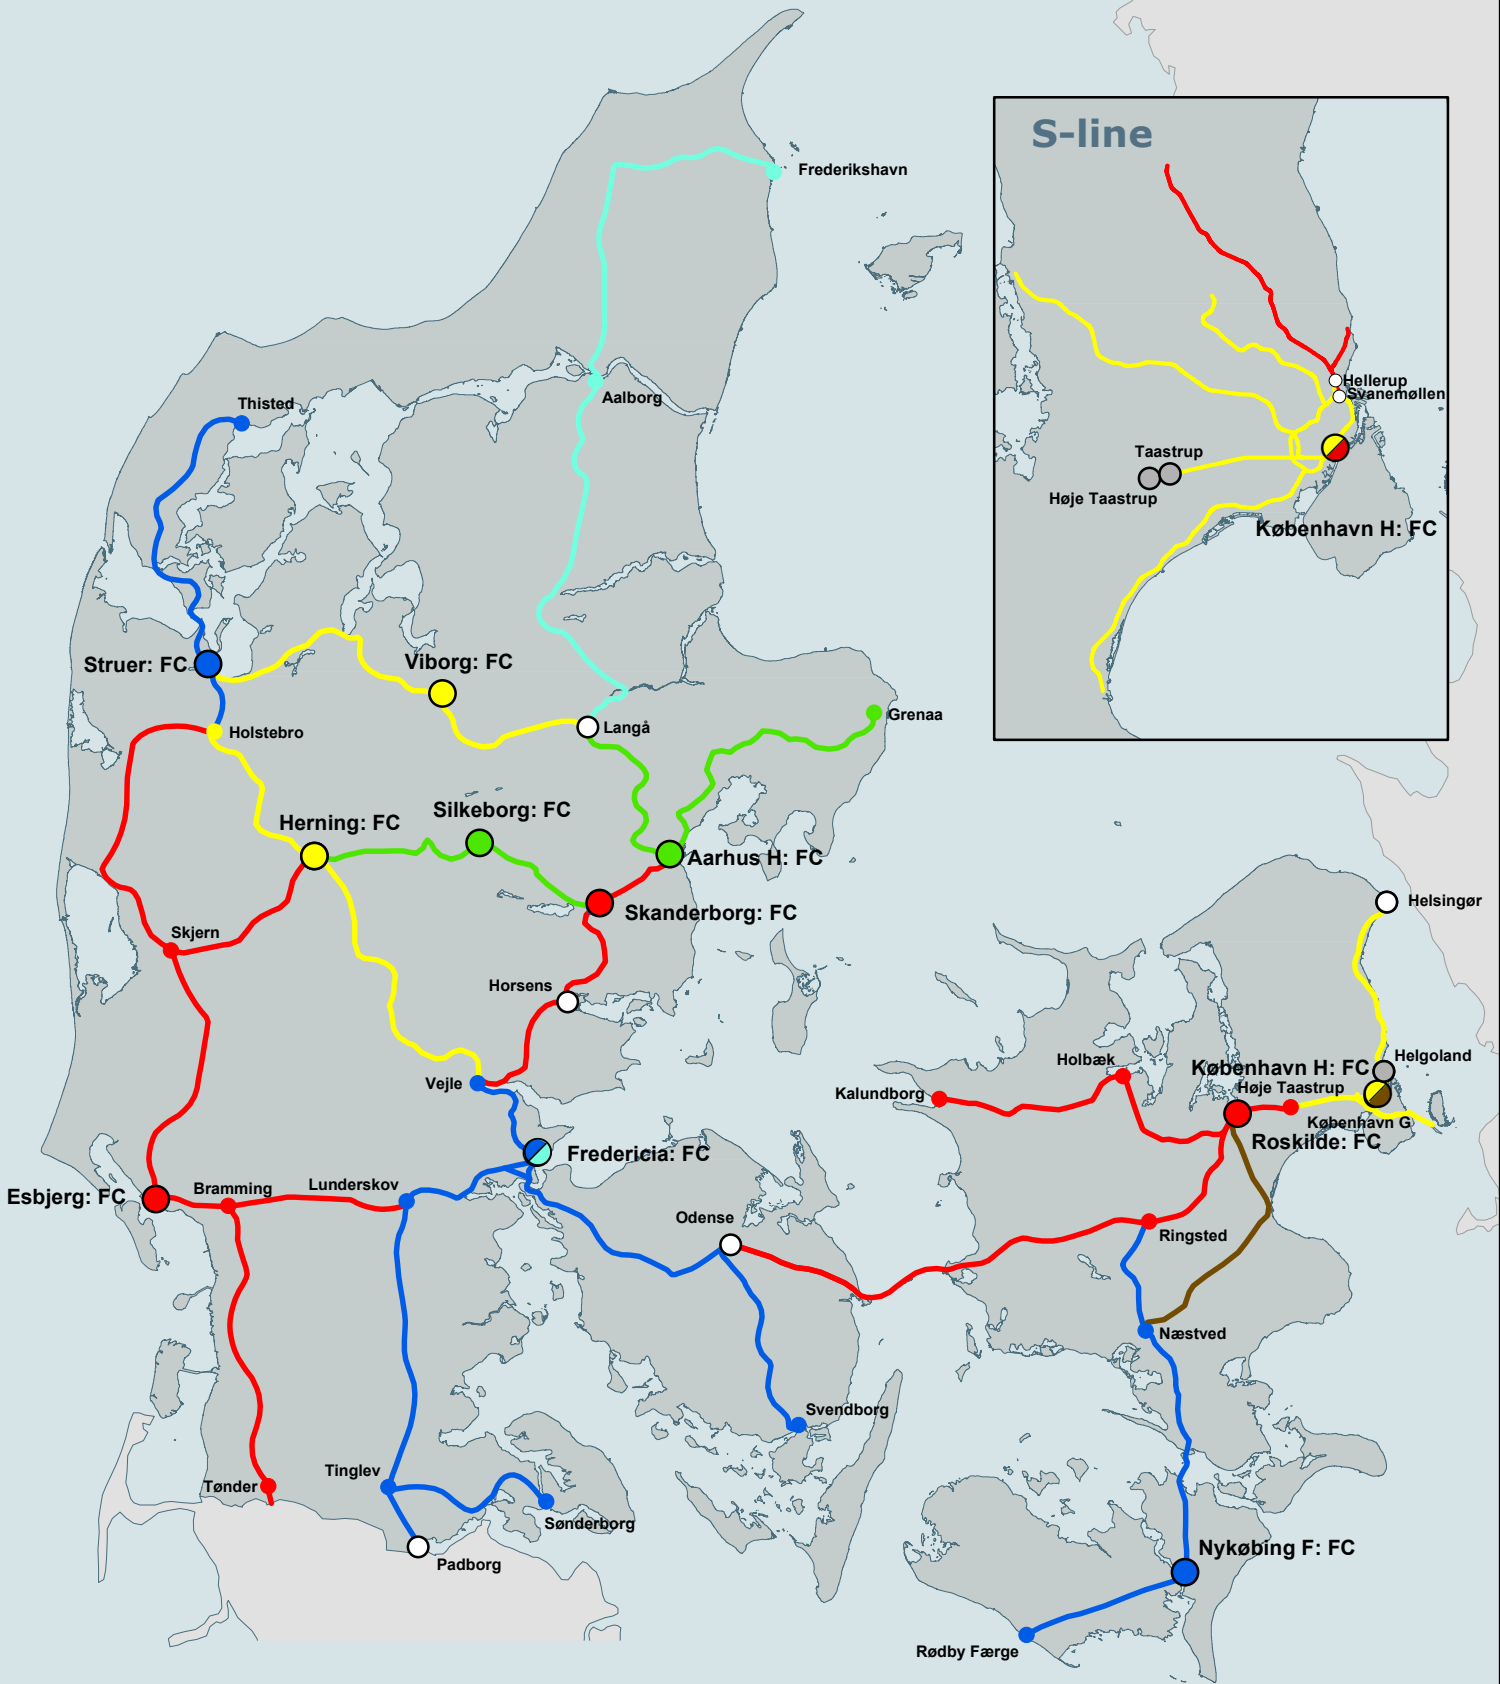 S-line
Frederikshavn
Hellerup
Svanemøllen
Aalborg
Thisted
Taastrup
Høje Taastrup
København H: FC
Struer: FC
Viborg: FC
Langå
Grenaa
Holstebro
Silkeborg: FC
Herning: FC
Aarhus H: FC
Skanderborg: FC
Helsingør
Skjern
Horsens
Helgoland
København H: FC
Holbæk
Vejle
Kalundborg
Høje Taastrup
København G
Roskilde: FC
Fredericia: FC
Esbjerg: FC
Bramming
Lunderskov
Odense
Ringsted
Næstved
Svendborg
Tinglev
Tønder
Sønderborg
Padborg
Nykøbing F: FC
Rødby Færge